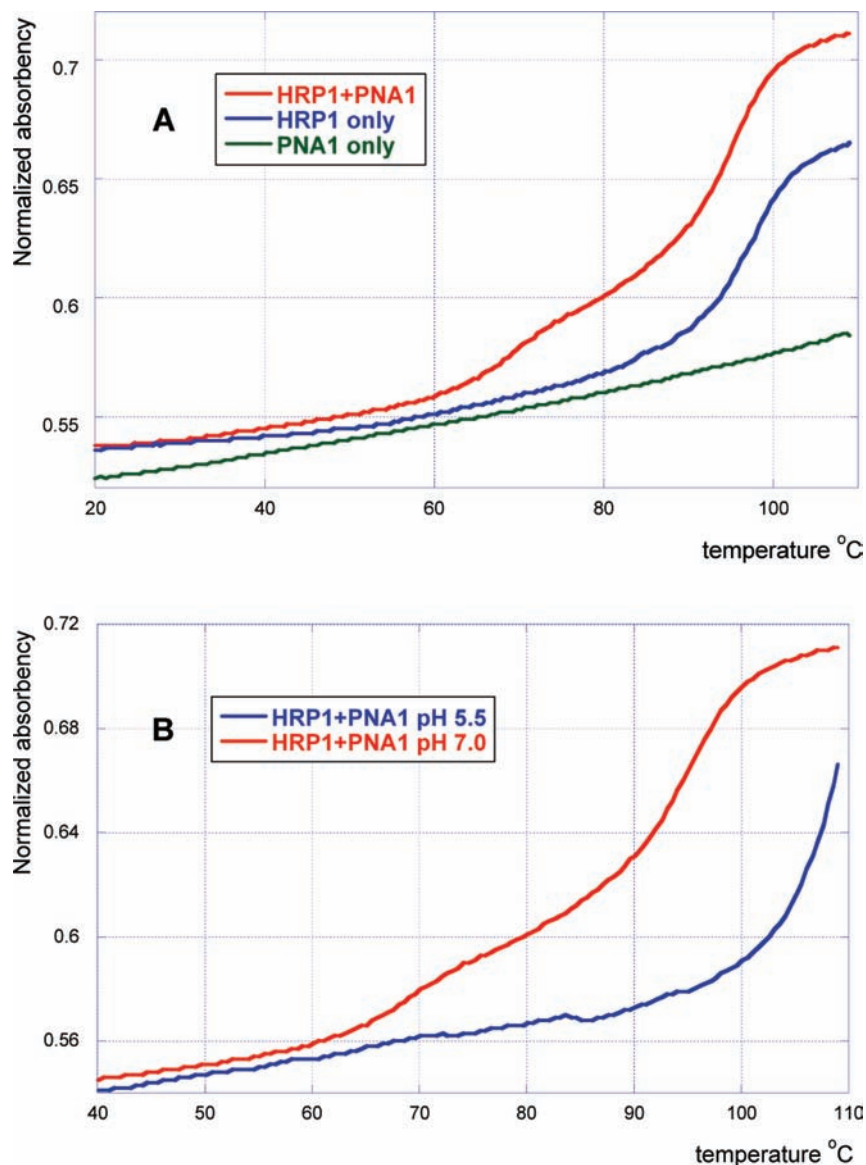 A
HRP1+PNA1
HRP1 only
PNA1 only
Normalized absorbency
0.7
0.65
0.6
0.55
20 40 60 80 100
temperature °C
B
HRP1+PNA1 pH 5.5
HRP1+PNA1 pH 7.0
Normalized absorbency
0.72
0.68
0.64
0.6
0.56
40 50 60 70 80 90 100 110
temperature °C